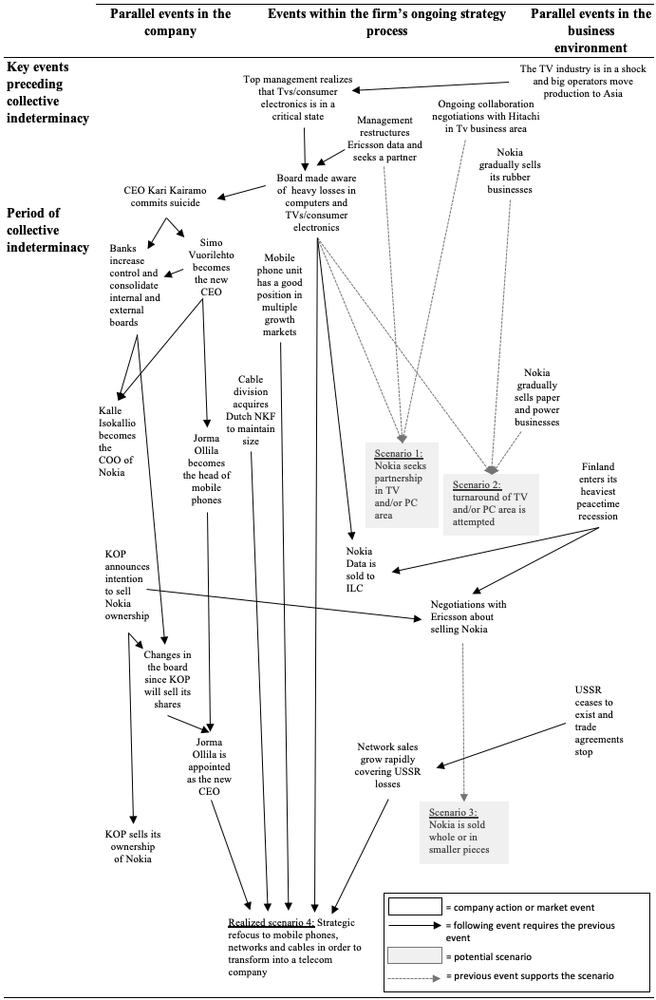 Parallel events in the
company
Events within the firm's ongoing strategy
process
Parallel events in the
business
environment
Key events
preceding
collective
indeterminacy
Top management realizes
that Tvs/consumer
electronics is in a
critical state
The TV industry is in a shock
and big operators move
production to Asia
Management
restructures
Ericsson data and
seeks a partner
Ongoing collaboration
negotiations with Hitachi
in Tv business area
Nokia
gradually sells
its rubber
businesses
Period of
collective
indeterminacy
CEO Kari Kairamo
commits suicide
Board made aware
of heavy losses in
computers and
TVs/consumer
electronics
Banks
increase
control and
consolidate
internal and
external
boards
Simo
Vuorilehto
becomes
the new
CEO
Mobile
phone unit
has a good
position in
multiple
growth
markets
Cable
division
acquires
Dutch NKF to
maintain
size
Nokia
gradually
sells paper
and power
businesses
Kalle
Isokallio
becomes
the
COO of
Nokia
Jorma
Ollila
becomes
the head of
mobile
phones
Scenario 1:
Nokia seeks
partnership
in TV
and/or PC
area
Scenario 2:
turnaround of TV
and/or PC area is
attempted
Finland
enters its
heaviest
peacetime
recession
KOP
announces
intention
to sell
Nokia
ownership
Nokia
Data is
sold to
ILC
Negotiations with
Ericsson about
selling Nokia
Changes in
the board
since KOP
will sell its
shares
USSR
ceases to
exist and
trade
agreements
stop
Jorma
Ollila is
appointed
as the new
CEO
Network sales
grow rapidly
covering USSR
losses
KOP sells its
ownership
of Nokia
Scenario 3:
Nokia is sold
whole or in
smaller pieces
Realized scenario 4: Strategic
refocus to mobile phones,
networks and cables in order to
transform into a telecom
company
= company action or market event
= following event requires the previous
event
= potential scenario
= previous event supports the scenario